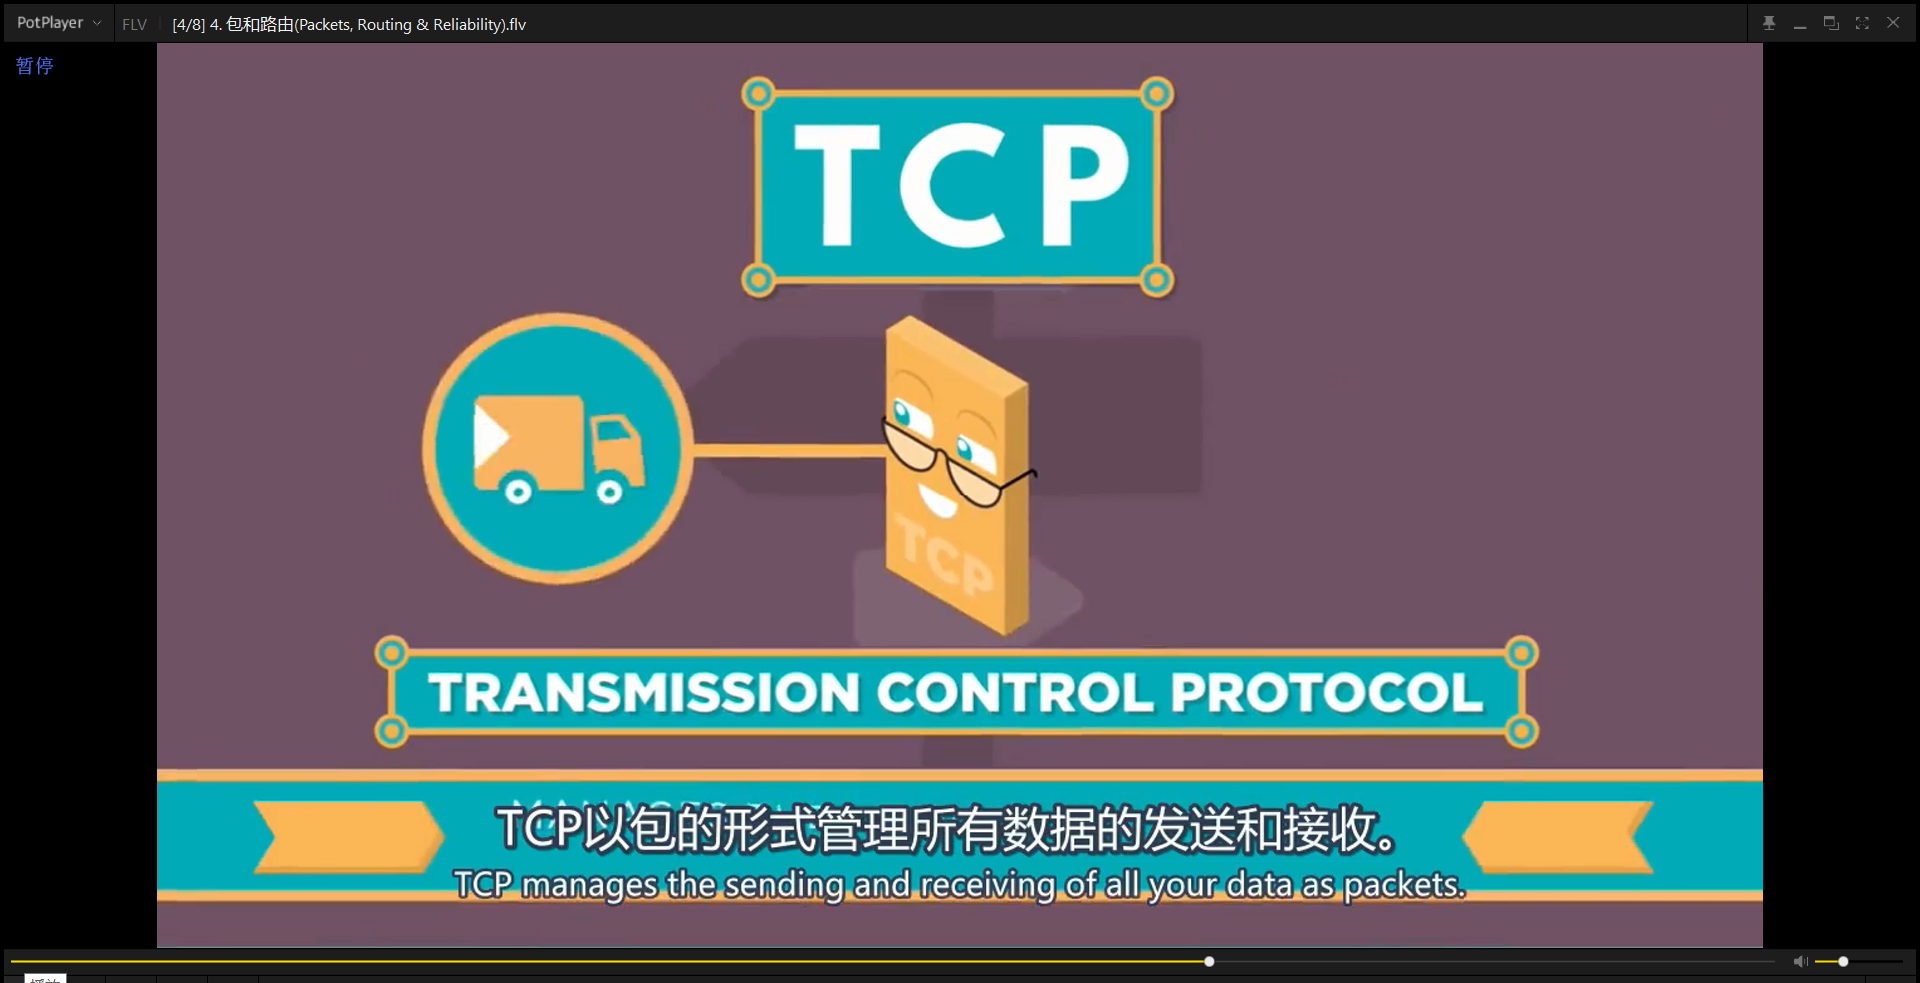 PotPlayer
FLV
[4/8] 4. 包和路由(Packets, Routing & Reliability).flv
暂停
TCP
TCP
TRANSMISSION CONTROL PROTOCOL
TCP以包的形式管理所有数据的发送和接收。
TCP manages the sending and receiving of all your data as packets.